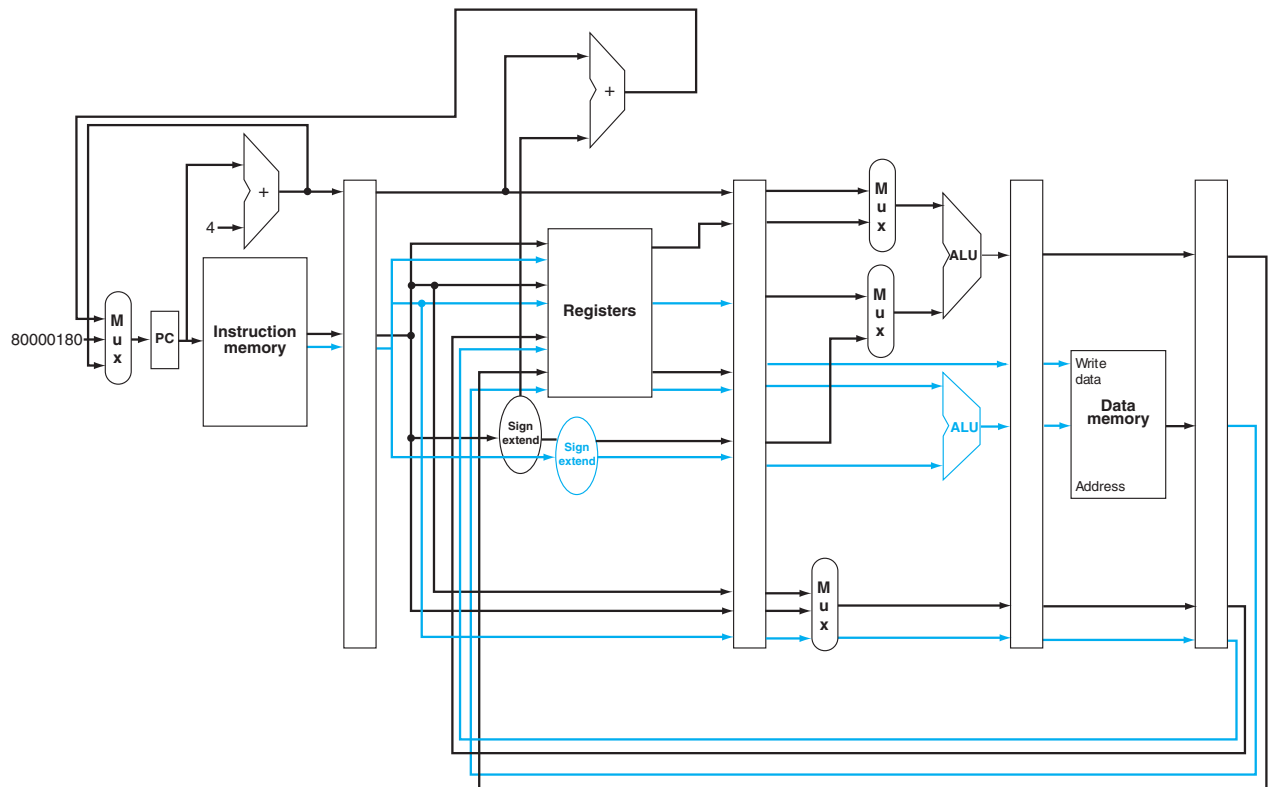 +
M
u
x
+
4
ALU
M
u
x
Registers
80000180
M
u
x
PC
Instruction
memory
Write
data
Data
memory
Address
ALU
Sign
extend
Sign
extend
M
u
x